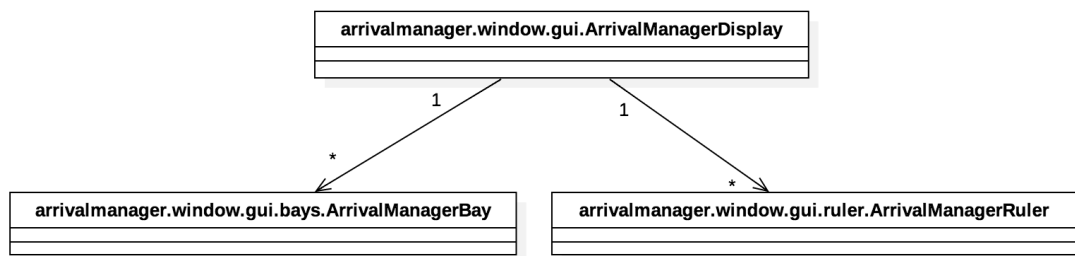 arrivalmanager.window.gui.ArrivalManagerDisplay
1
1
*
*
arrivalmanager.window.gui.bays.ArrivalManagerBay
arrivalmanager.window.gui.ruler.ArrivalManagerRuler